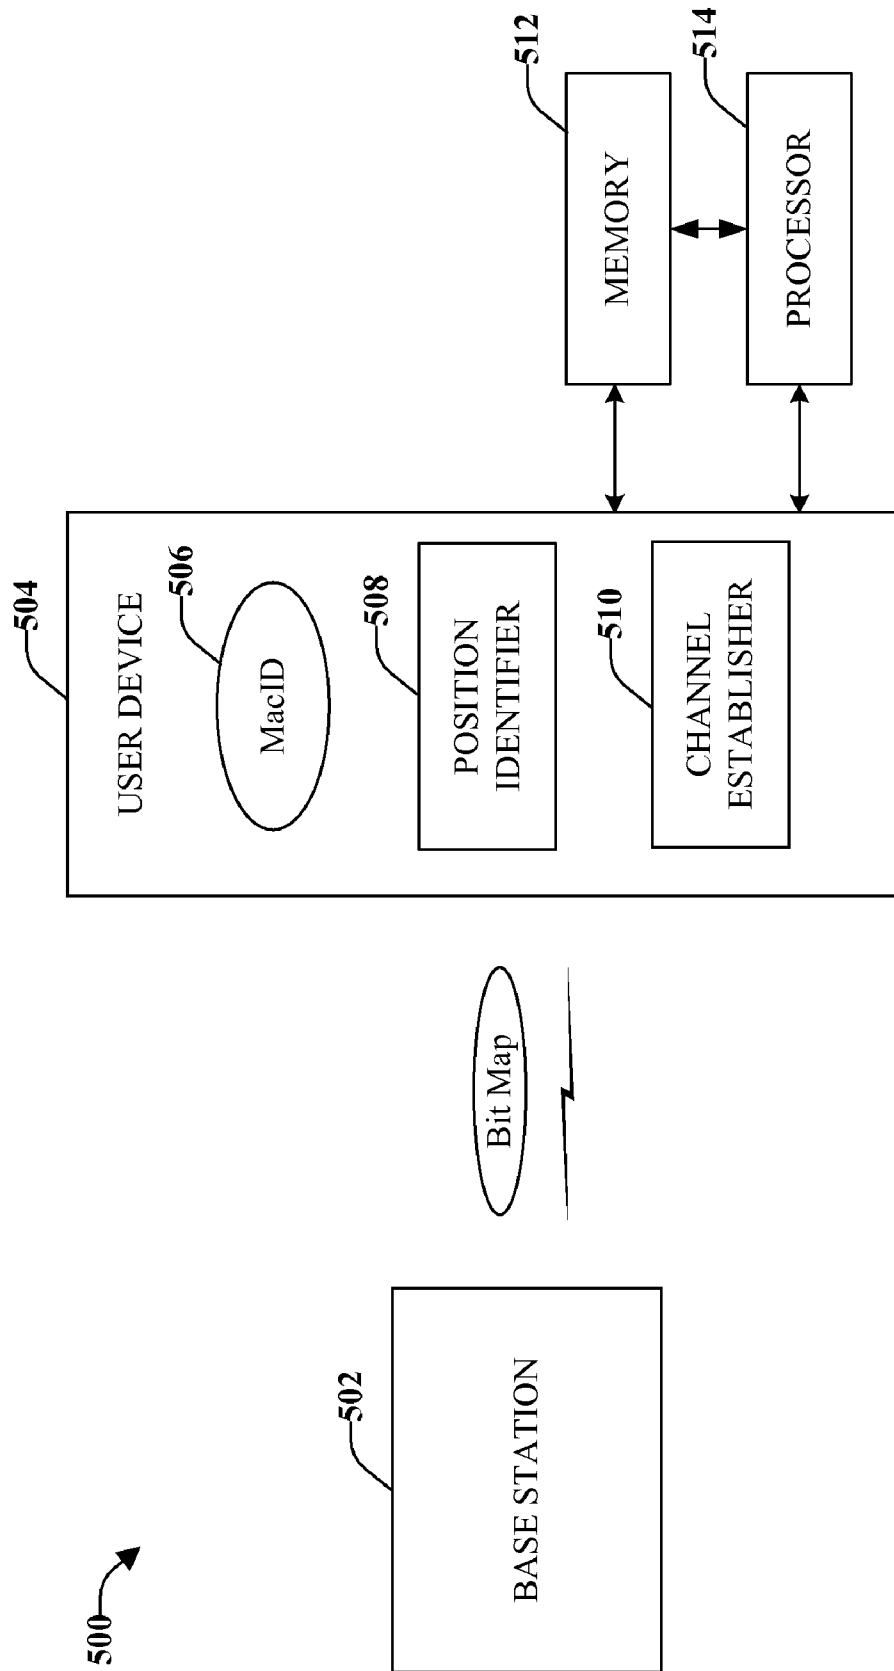 500
502
BASE STATION
Bit Map
504
USER DEVICE
506
MacID
508
POSITION
IDENTIFIER
510
CHANNEL
ESTABLISHER
512
MEMORY
514
PROCESSOR